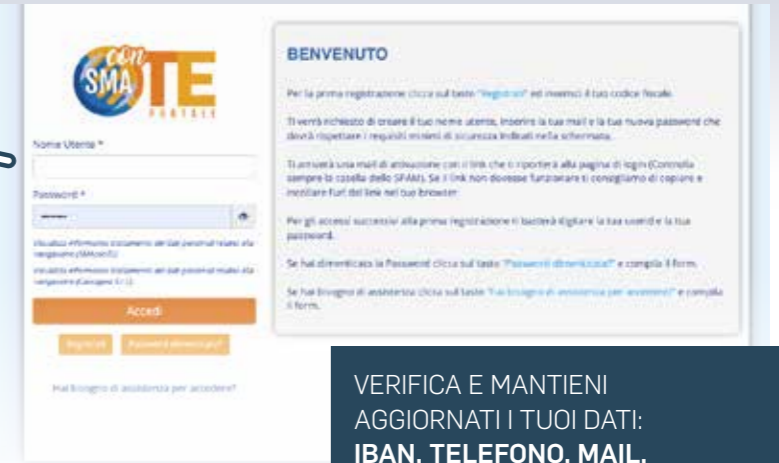 con
SMA TE
PORTALE
Nome Utente *
Password *
Accedi
Registrati
Password dimenticata?
Hai bisogno di assistenza per accedere?
BENVENUTO
Per la prima registrazione clicca sul tasto "Registrati" ed inserisci il tuo codice fiscale.
Ti verrà richiesto di creare il tuo nome utente, inserire la tua mail e la tua nuova password che
dovrà rispettare i requisiti minimi di sicurezza indicati nella schermata.
Ti arriverà una mail di attivazione con il link che ti riporterà alla pagina di login (Controlla
sempre la casella dello SPAM). Se il link non dovesse funzionare ti consigliamo di copiare e
incollare l'url del link nel tuo browser.
Per gli accessi successivi alla prima registrazione ti basterà digitare la tua userid e la tua
password.
Se hai dimenticato la Password clicca sul tasto "Password dimenticata?" e compila il form.
Se hai bisogno di assistenza clicca sul tasto "Hai bisogno di assistenza per accedere?" e compila
il form.
VERIFICA E MANTIENI
AGGIORNATI I TUOI DATI:
IBAN, TELEFONO, MAIL,